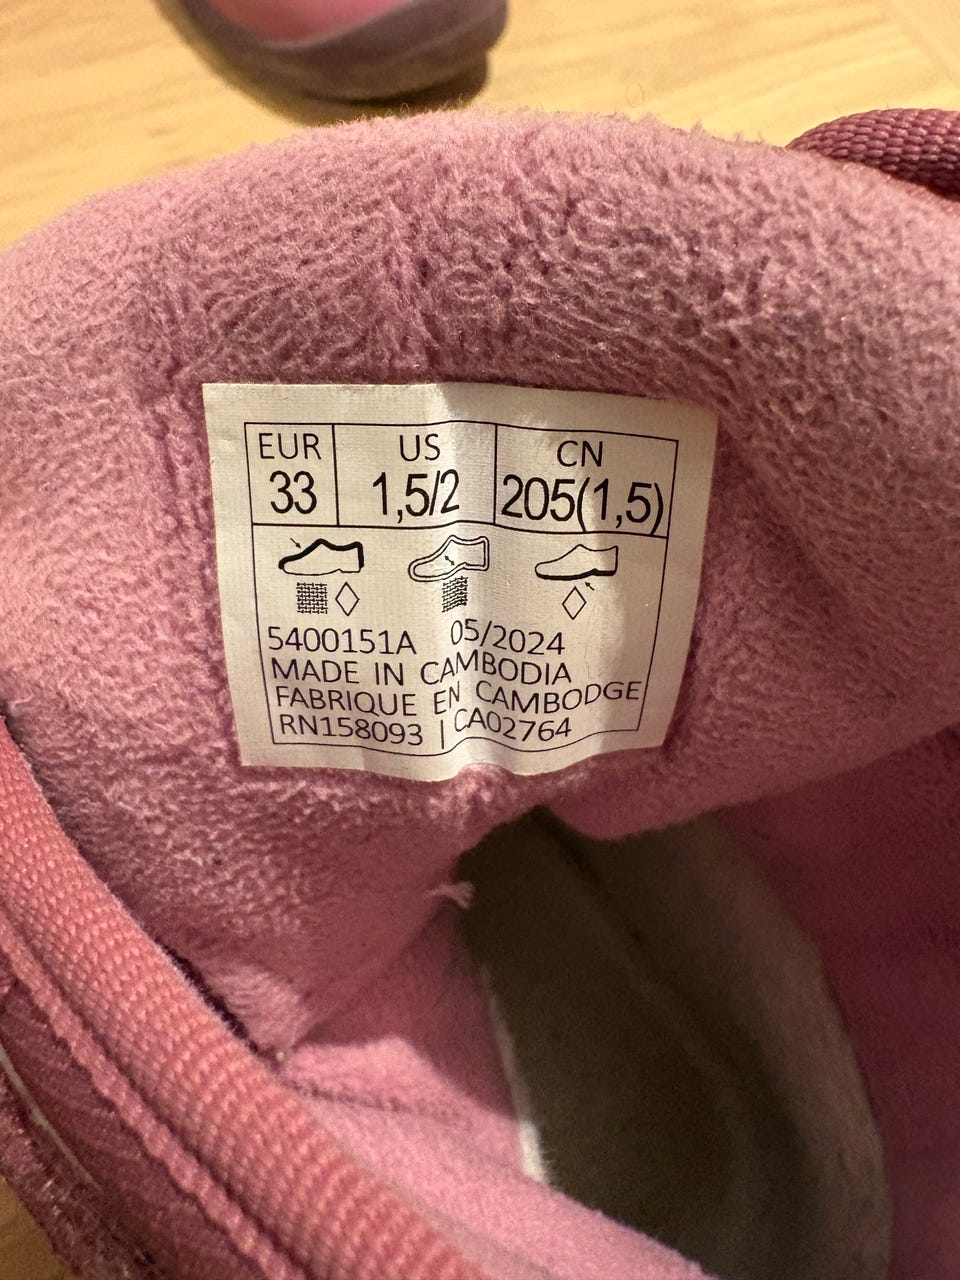 EUR US CN
33 1,5/2 205(1,5)
5400151A 05/2024
MADE IN CAMBODIA
FABRIQUE EN CAMBODGE
RN158093 | CA02764